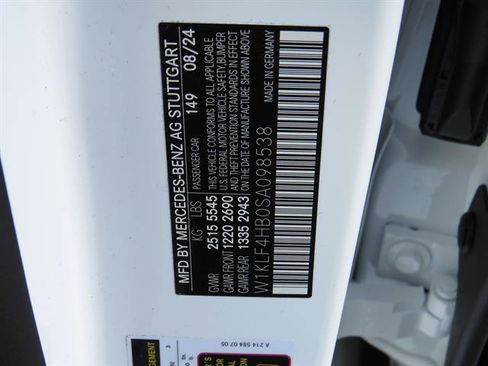 MFD BY MERCEDES-BENZ AG STUTTGART
PASSENGER CAR 149 08/24
KG LBS
GVWR 2515 5545
GAWR FRONT 1220 2690
GAWR REAR 1335 2943
THIS VEHICLE CONFORMS TO ALL APPLICABLE
U.S. FEDERAL MOTOR VEHICLE SAFETY BUMPER
AND THEFT PREVENTION STANDARDS IN EFFECT
ON THE DATE OF MANUFACTURE SHOWN ABOVE
W1KLF4HB0SA098538 MADE IN GERMANY
A 214 584 07 05